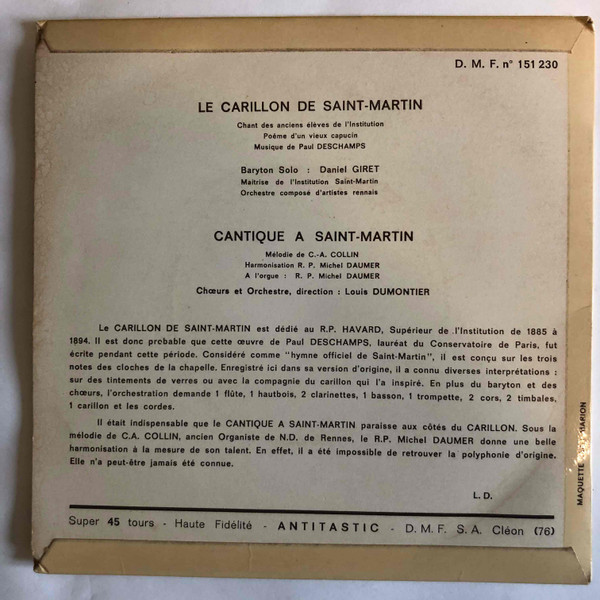 D. M. F. n° 151 230
LE CARILLON DE SAINT-MARTIN
Chant des anciens élèves de l'Institution
Poème d'un vieux capucin
Musique de Paul DESCHAMPS
Baryton Solo : Daniel GIRET
Maitrise de l'Institution Saint-Martin
Orchestre composé d'artistes rennais
CANTIQUE A SAINT-MARTIN
Mélodie de C.-A. COLLIN
Harmonisation R. P. Michel DAUMER
A l'orgue : R. P. Michel DAUMER
Chœurs et Orchestre, direction : Louis DUMONTIER
Le CARILLON DE SAINT-MARTIN est dédié au R.P. HAVARD, Supérieur de l'Institution de 1885 à
1894. Il est donc probable que cette œuvre de Paul DESCHAMPS, lauréat du Conservatoire de Paris, fut
écrite pendant cette période. Considéré comme "hymne officiel de Saint-Martin", il est conçu sur les trois
notes des cloches de la chapelle. Enregistré ici dans sa version d'origine, il a connu diverses interprétations :
sur des tintements de verres ou avec la compagnie du carillon qui l'a inspiré. En plus du baryton et des
chœurs, l'orchestration demande 1 flûte, 1 hautbois, 2 clarinettes, 1 basson, 1 trompette, 2 cors, 2 timbales,
1 carillon et les cordes.
Il était indispensable que le CANTIQUE A SAINT-MARTIN paraisse aux côtés du CARILLON. Sous la
mélodie de C.A. COLLIN, ancien Organiste de N.D. de Rennes, le R.P. Michel DAUMER donne une belle
harmonisation à la mesure de son talent. En effet, il a été impossible de retrouver la polyphonie d'origine.
Elle n'a peut-être jamais été connue.
L. D.
Super 45 tours - Haute Fidélité - ANTITASTIC - D. M. F. S. A. Cléon (76)
MAQUETTE MARION